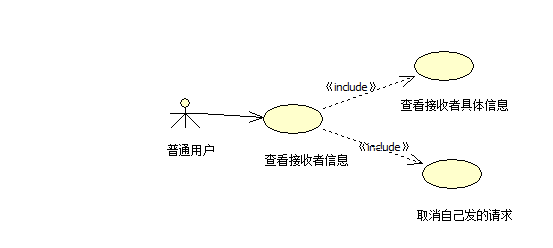 《include》
查看接收者具体信息
普通用户
查看接收者信息
《include》
取消自己发的请求